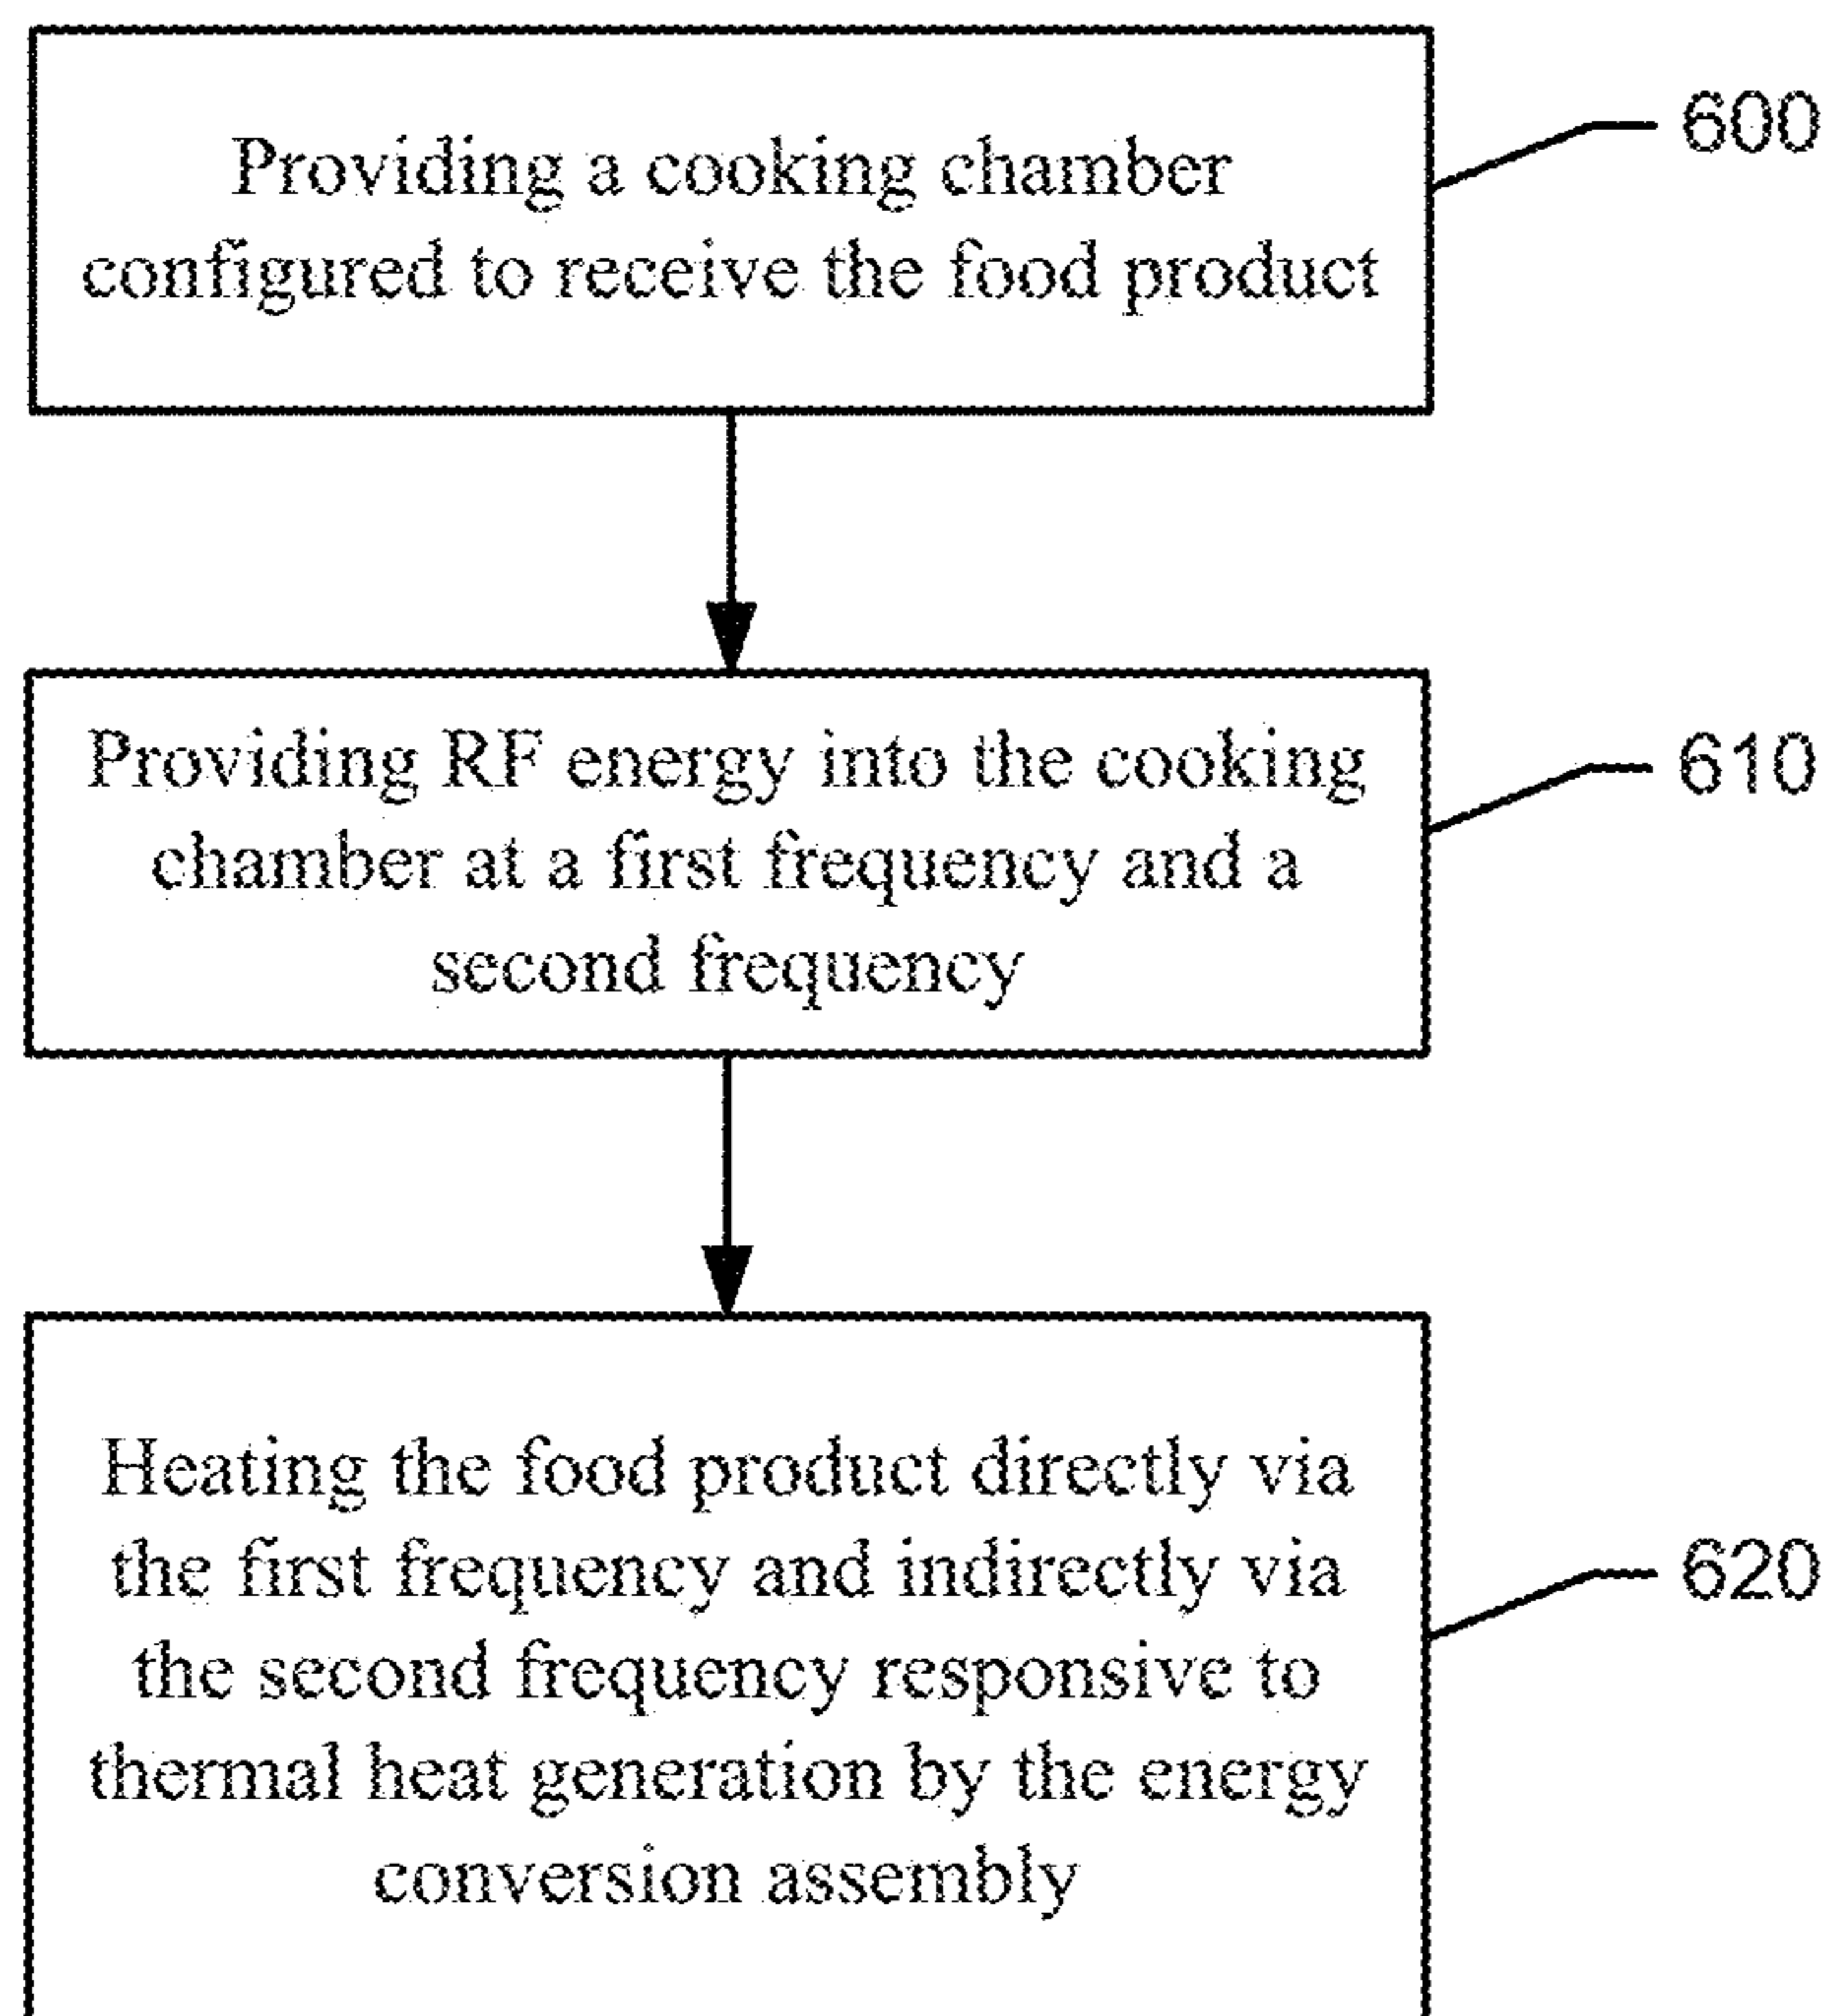 Providing a cooking chamber
configured to receive the food product
600
Providing RF energy into the cooking
chamber at a first frequency and a
second frequency
610
Heating the food product directly via
the first frequency and indirectly via
the second frequency responsive to
thermal heat generation by the energy
conversion assembly
620